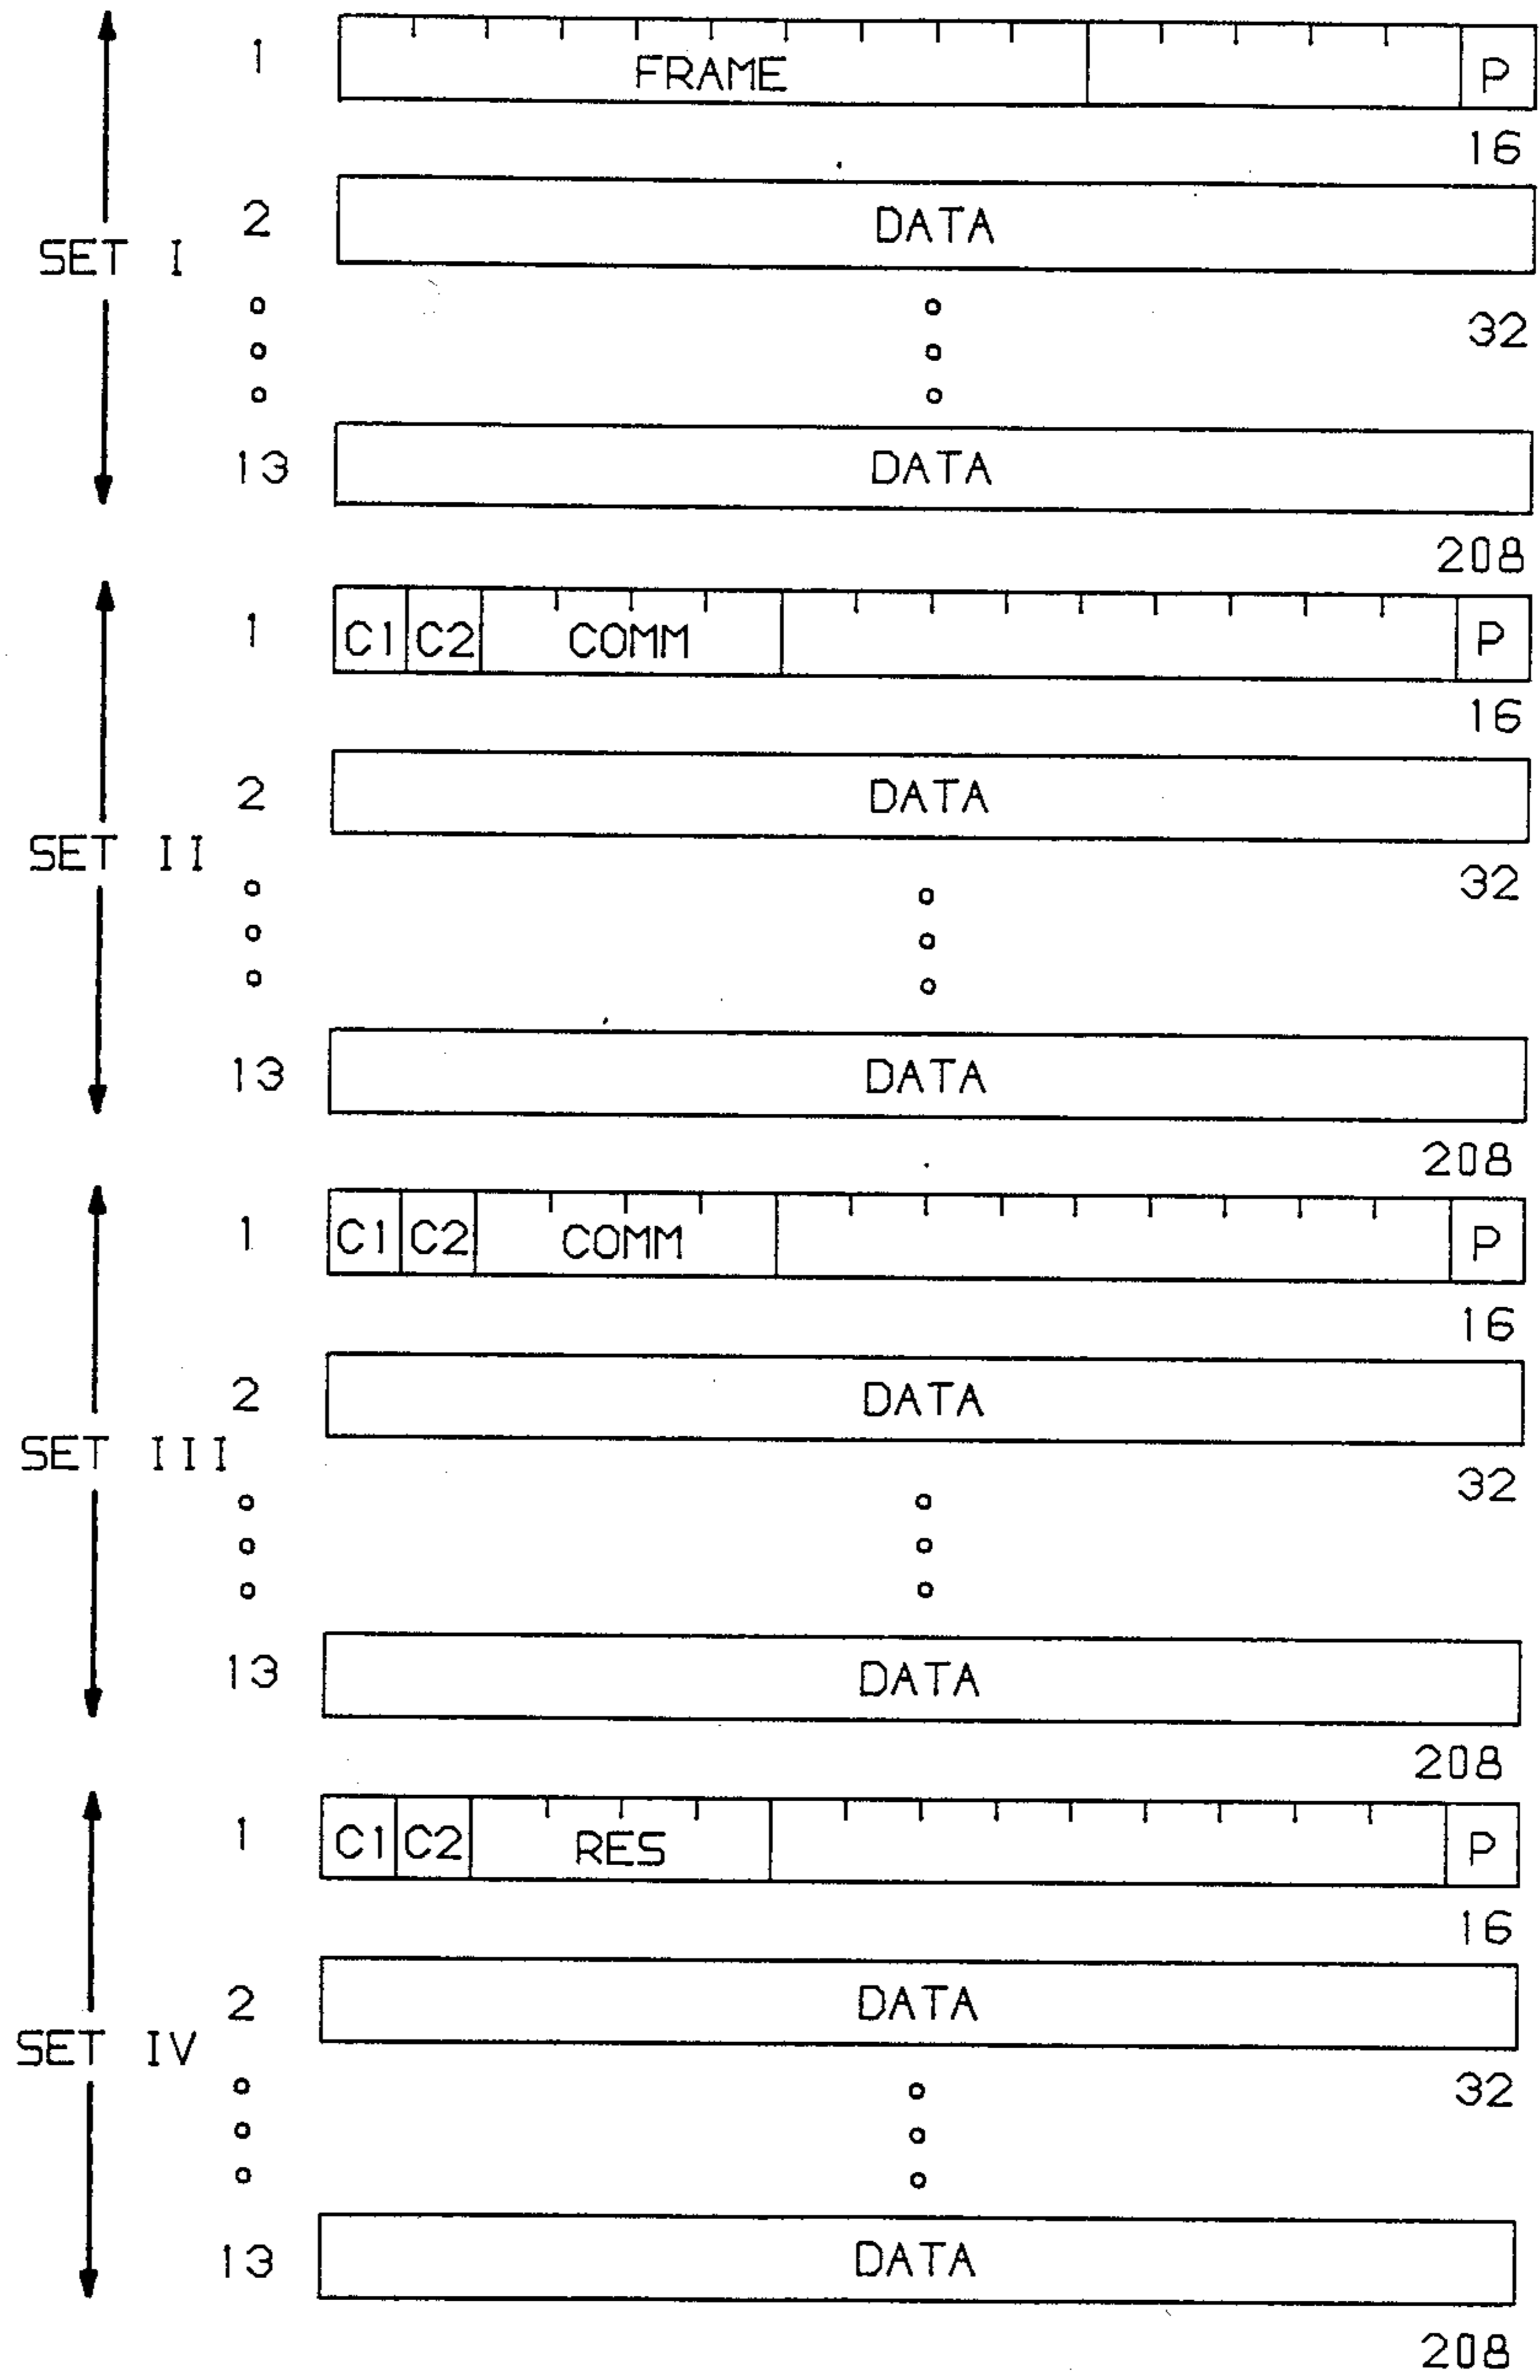 1 FRAME P
16
2 DATA
SET I
32
13 DATA
208
1 C1 C2 COMM P
16
2 DATA
SET II
32
13 DATA
208
1 C1 C2 COMM P
16
2 DATA
SET III
32
13 DATA
208
1 C1 C2 RES P
16
2 DATA
SET IV
32
13 DATA
208